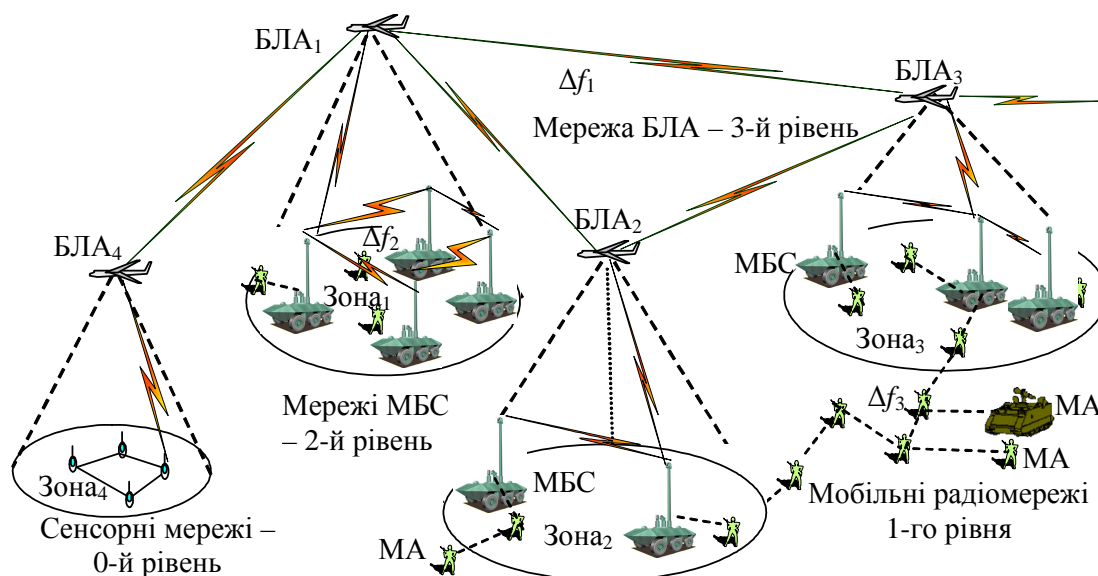 БЛА1
БЛА3
Δf1
Мережа БЛА – 3-й рівень
БЛА4
БЛА2
Δf2
МБС
Зона1
Зона3
Мережі МБС
– 2-й рівень
Δf3
МА
МА
Зона4
МБС
Мобільні радіомережі
1-го рівня
Сенсорні мережі –
0-й рівень
МА
Зона2